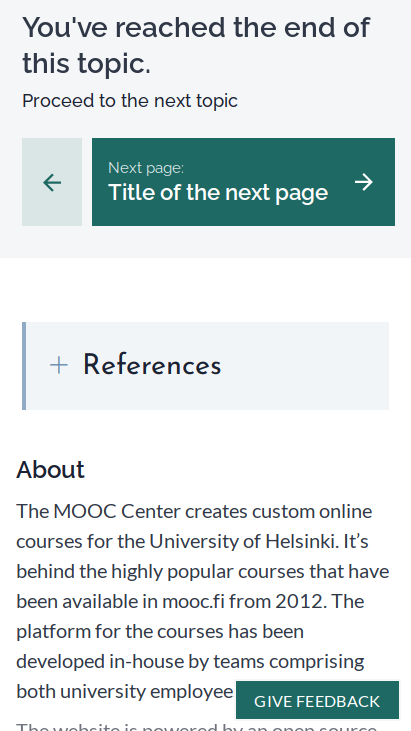 You've reached the end of
this topic.
Proceed to the next topic
Next page:
Title of the next page
References
About
The MOOC Center creates custom online
courses for the University of Helsinki. It’s
behind the highly popular courses that have
been available in mooc.fi from 2012. The
platform for the courses has been
developed in-house by teams comprising
both university employee
GIVE FEEDBACK
The website is powered by an open source